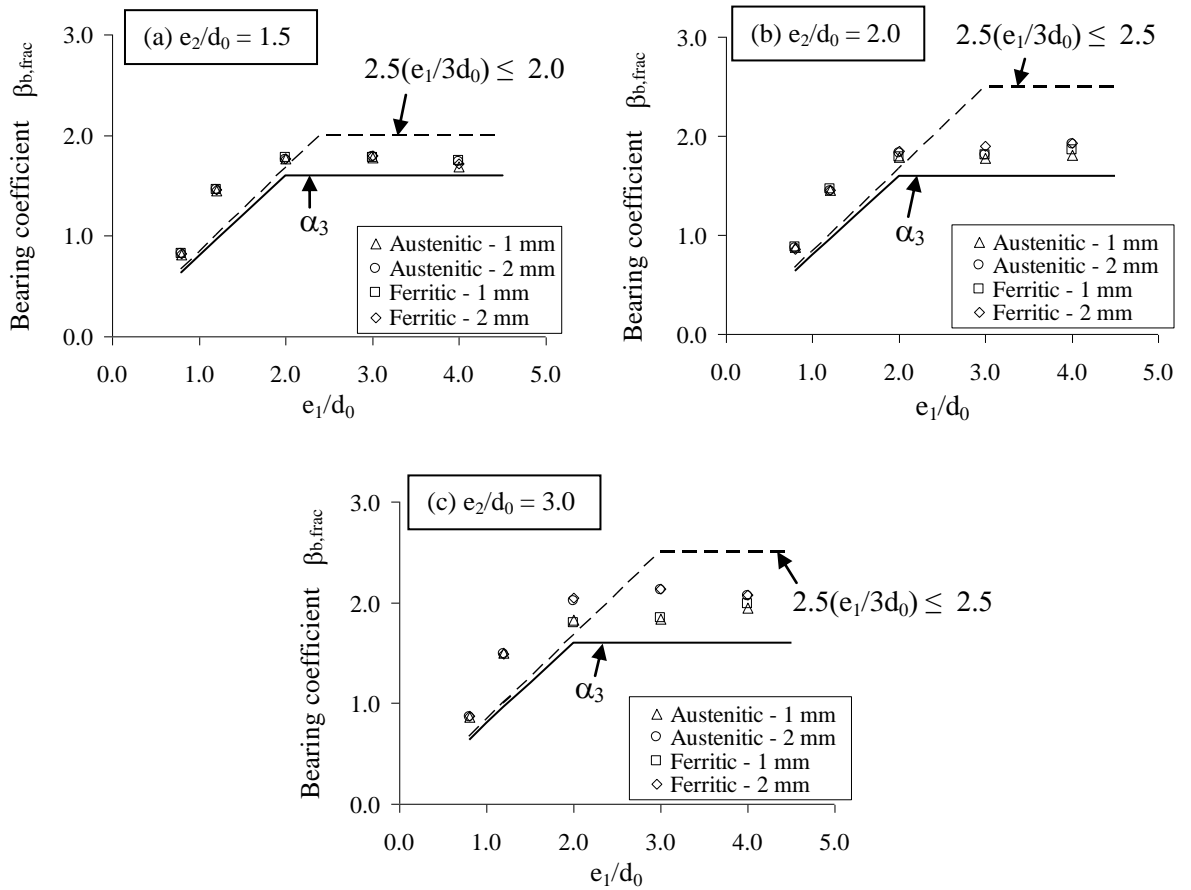 (a) e₂/d₀ = 1.5
2.5(e₁/3d₀) ≤ 2.0
α₃
Bearing coefficient β_b,frac
3.0
2.0
1.0
0.0
0.0 1.0 2.0 3.0 4.0 5.0
e₁/d₀
Austenitic - 1 mm
Austenitic - 2 mm
Ferritic - 1 mm
Ferritic - 2 mm
(b) e₂/d₀ = 2.0
2.5(e₁/3d₀) ≤ 2.5
α₃
Bearing coefficient β_b,frac
3.0
2.0
1.0
0.0
0.0 1.0 2.0 3.0 4.0 5.0
e₁/d₀
Austenitic - 1 mm
Austenitic - 2 mm
Ferritic - 1 mm
Ferritic - 2 mm
(c) e₂/d₀ = 3.0
2.5(e₁/3d₀) ≤ 2.5
α₃
Bearing coefficient β_b,frac
3.0
2.0
1.0
0.0
0.0 1.0 2.0 3.0 4.0 5.0
e₁/d₀
Austenitic - 1 mm
Austenitic - 2 mm
Ferritic - 1 mm
Ferritic - 2 mm